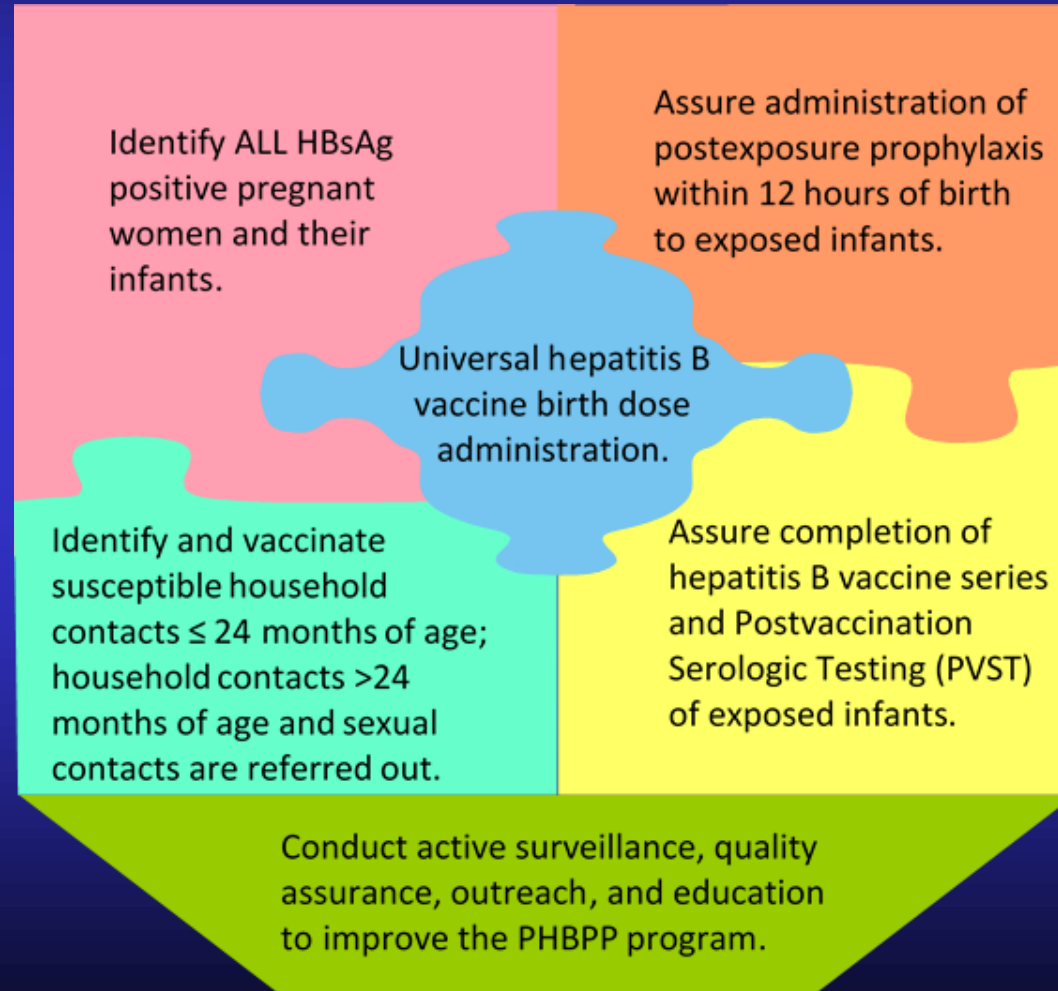 Identify ALL HBsAg
positive pregnant
women and their
infants.
Assure administration of
postexposure prophylaxis
within 12 hours of birth
to exposed infants.
Universal hepatitis B
vaccine birth dose
administration.
Identify and vaccinate
susceptible household
contacts ≤ 24 months of age;
household contacts >24
months of age and sexual
contacts are referred out.
Assure completion of
hepatitis B vaccine series
and Postvaccination
Serologic Testing (PVST)
of exposed infants.
Conduct active surveillance, quality
assurance, outreach, and education
to improve the PHBPP program.